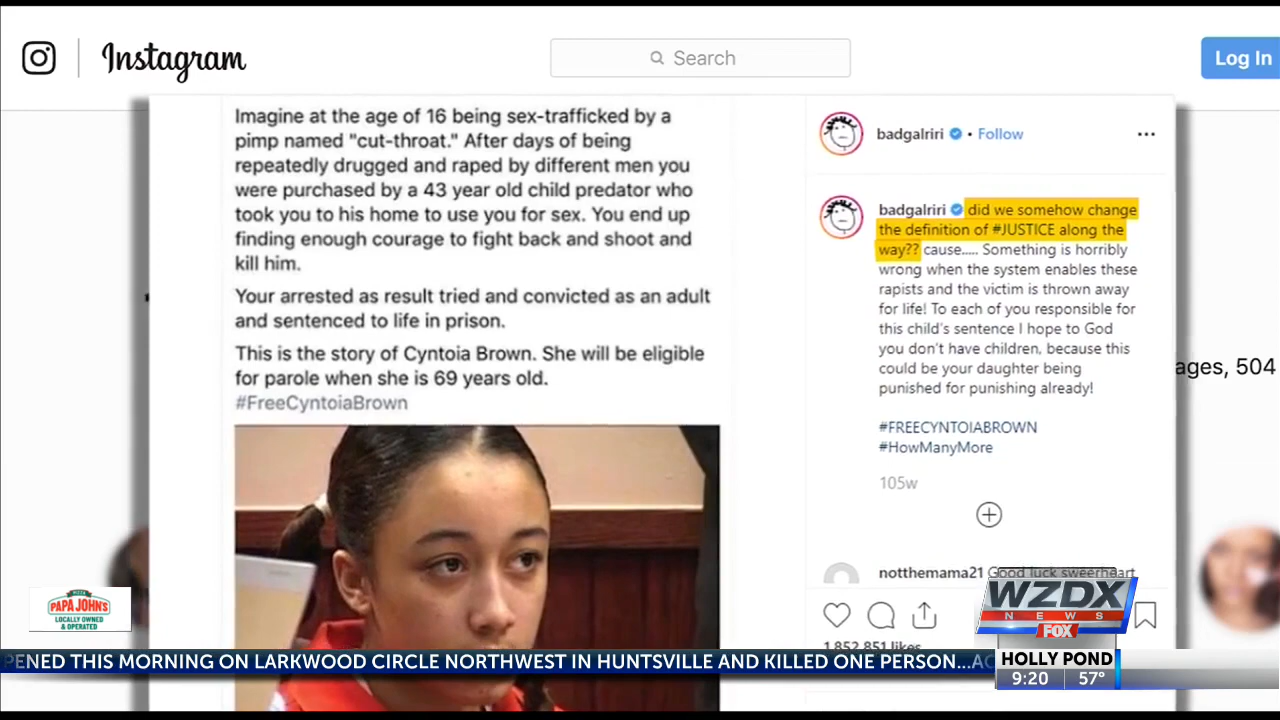 Instagram
Search
Log In
Imagine at the age of 16 being sex-trafficked by a
pimp named "cut-throat." After days of being
repeatedly drugged and raped by different men you
were purchased by a 43 year old child predator who
took you to his home to use you for sex. You end up
finding enough courage to fight back and shoot and
kill him.
Your arrested as result tried and convicted as an adult
and sentenced to life in prison.
This is the story of Cyntoia Brown. She will be eligible
for parole when she is 69 years old.
#FreeCyntoiaBrown
badgalriri • Follow
badgalriri did we somehow change
the definition of #JUSTICE along the
way?? cause..... Something is horribly
wrong when the system enables these
rapists and the victim is thrown away
for life! To each of you responsible for
this child's sentence I hope to God
you don't have children, because this
could be your daughter being
punished for punishing already!
#FREECYNTOIABROWN
#HowManyMore
105w
notthemama21 Good luck sweerheart
1,852,851 likes
ages, 504
PIZZA
PAPA JOHN'S
LOCALLY OWNED
& OPERATED
WZDX
NEWS
FOX
PENED THIS MORNING ON LARKWOOD CIRCLE NORTHWEST IN HUNTSVILLE AND KILLED ONE PERSON...AC
HOLLY POND
9:20 57°